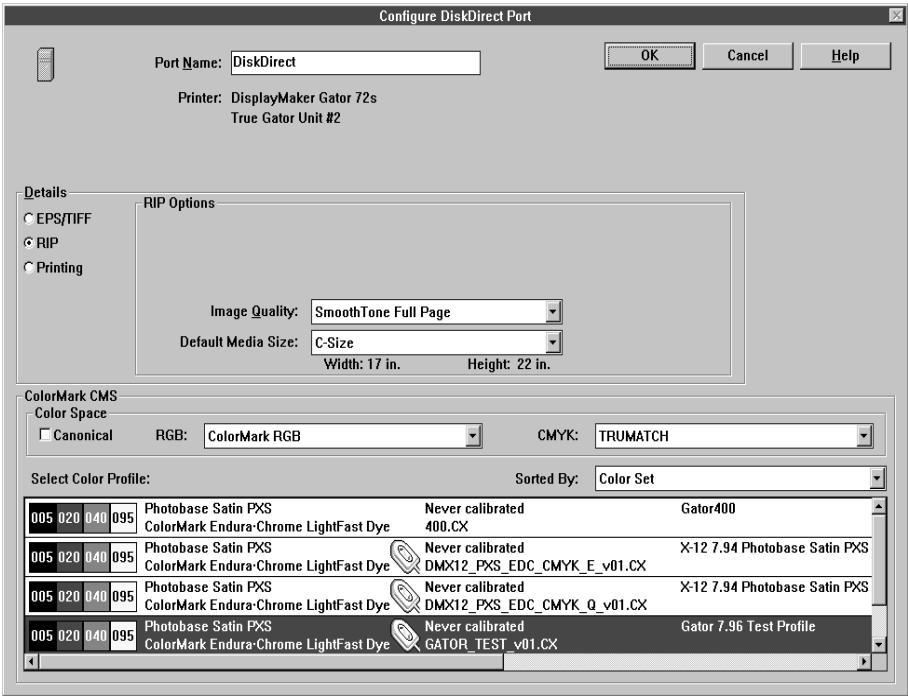 Configure DiskDirect Port
Port Name: DiskDirect
OK Cancel Help
Printer: DisplayMaker Gator 72s
True Gator Unit #2
Details
EPS/TIFF
RIP
Printing
RIP Options
Image Quality: SmoothTone Full Page
Default Media Size: C-Size
Width: 17 in. Height: 22 in.
ColorMark CMS
Color Space
Canonical RGB: ColorMark RGB CMYK: TRUMATCH
Select Color Profile: Sorted By: Color Set
005 020 040 095 Photobase Satin PXS Never calibrated Gator400
ColorMark Endura·Chrome LightFast Dye 400.CX
005 020 040 095 Photobase Satin PXS Never calibrated X-12 7.94 Photobase Satin PXS
ColorMark Endura·Chrome LightFast Dye DMX12_PXS_EDC_CMYK_E_v01.CX
005 020 040 095 Photobase Satin PXS Never calibrated X-12 7.94 Photobase Satin PXS
ColorMark Endura·Chrome LightFast Dye DMX12_PXS_EDC_CMYK_Q_v01.CX
005 020 040 095 Photobase Satin PXS Never calibrated Gator 7.96 Test Profile
ColorMark Endura·Chrome LightFast Dye GATOR_TEST_v01.CX